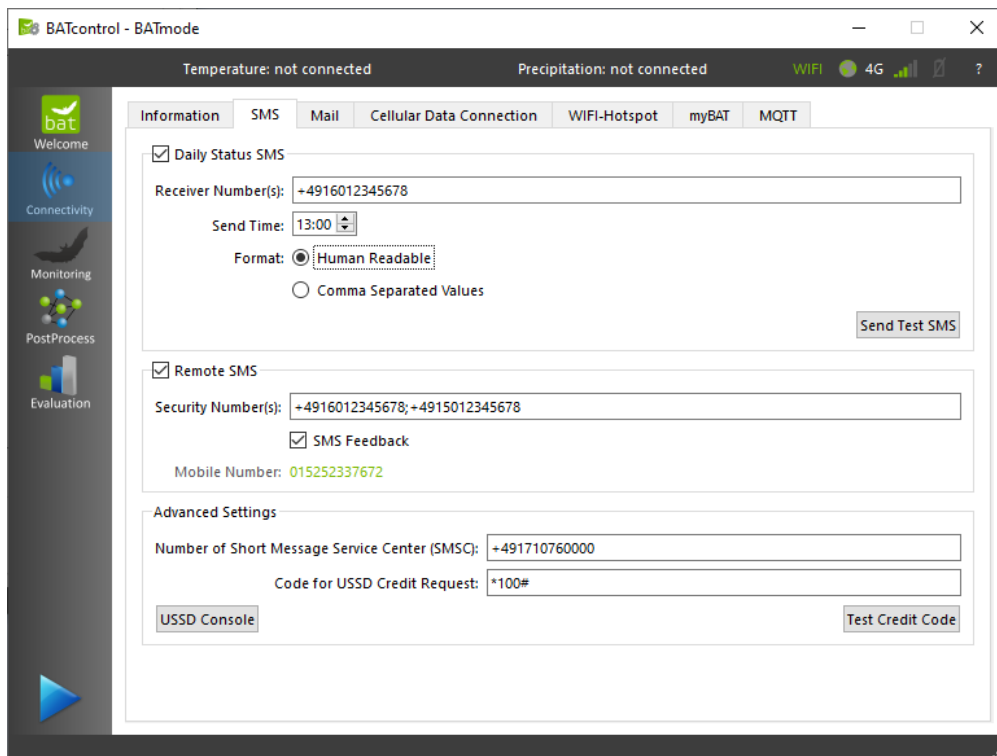 BATcontrol - BATmode
Temperature: not connected Precipitation: not connected WIFI 4G ?
bat
Welcome
Connectivity
Monitoring
PostProcess
Evaluation
Information SMS Mail Cellular Data Connection WIFI-Hotspot myBAT MQTT
Daily Status SMS
Receiver Number(s): +4916012345678
Send Time: 13:00
Format: Human Readable
Comma Separated Values
Send Test SMS
Remote SMS
Security Number(s): +4916012345678;+4915012345678
SMS Feedback
Mobile Number: 015252337672
Advanced Settings
Number of Short Message Service Center (SMSC): +491710760000
Code for USSD Credit Request: *100#
USSD Console Test Credit Code